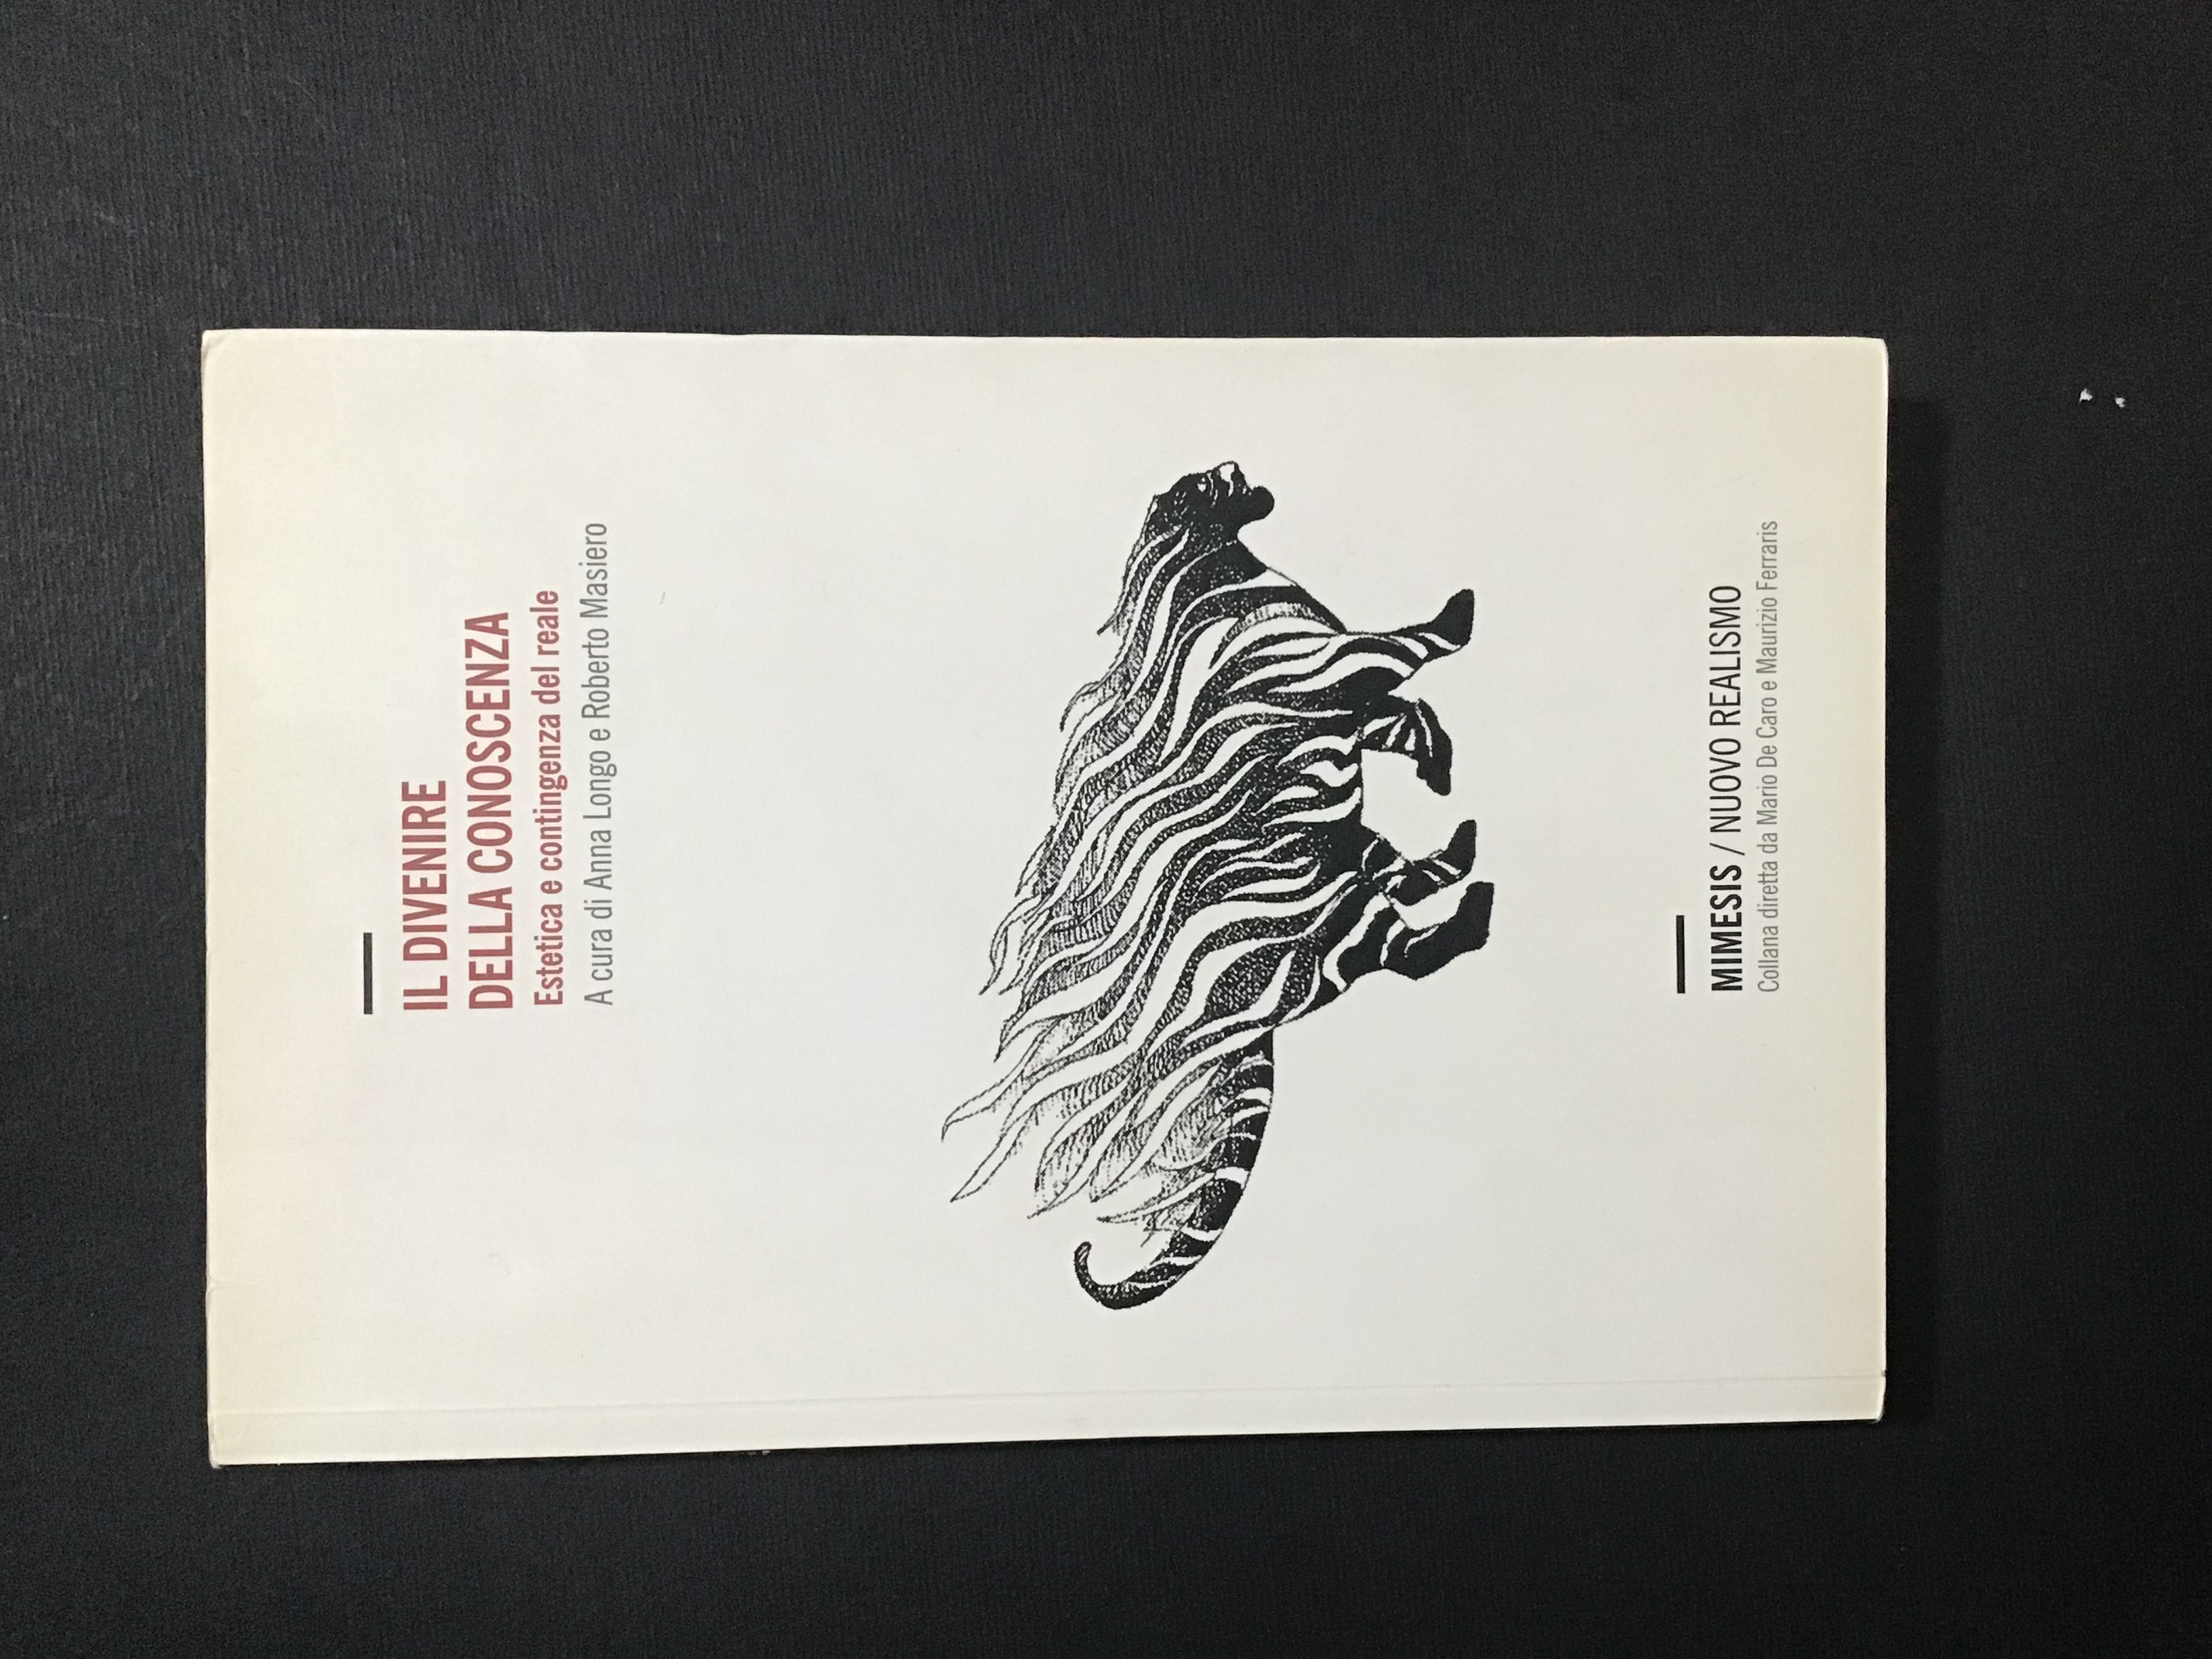 IL DIVENIRE
DELLA CONOSCENZA
Estetica e contingenza del reale
A cura di Anna Longo e Roberto Masiero
MIMESIS / NUOVO REALISMO
Collana diretta da Mario De Caro e Maurizio Ferraris